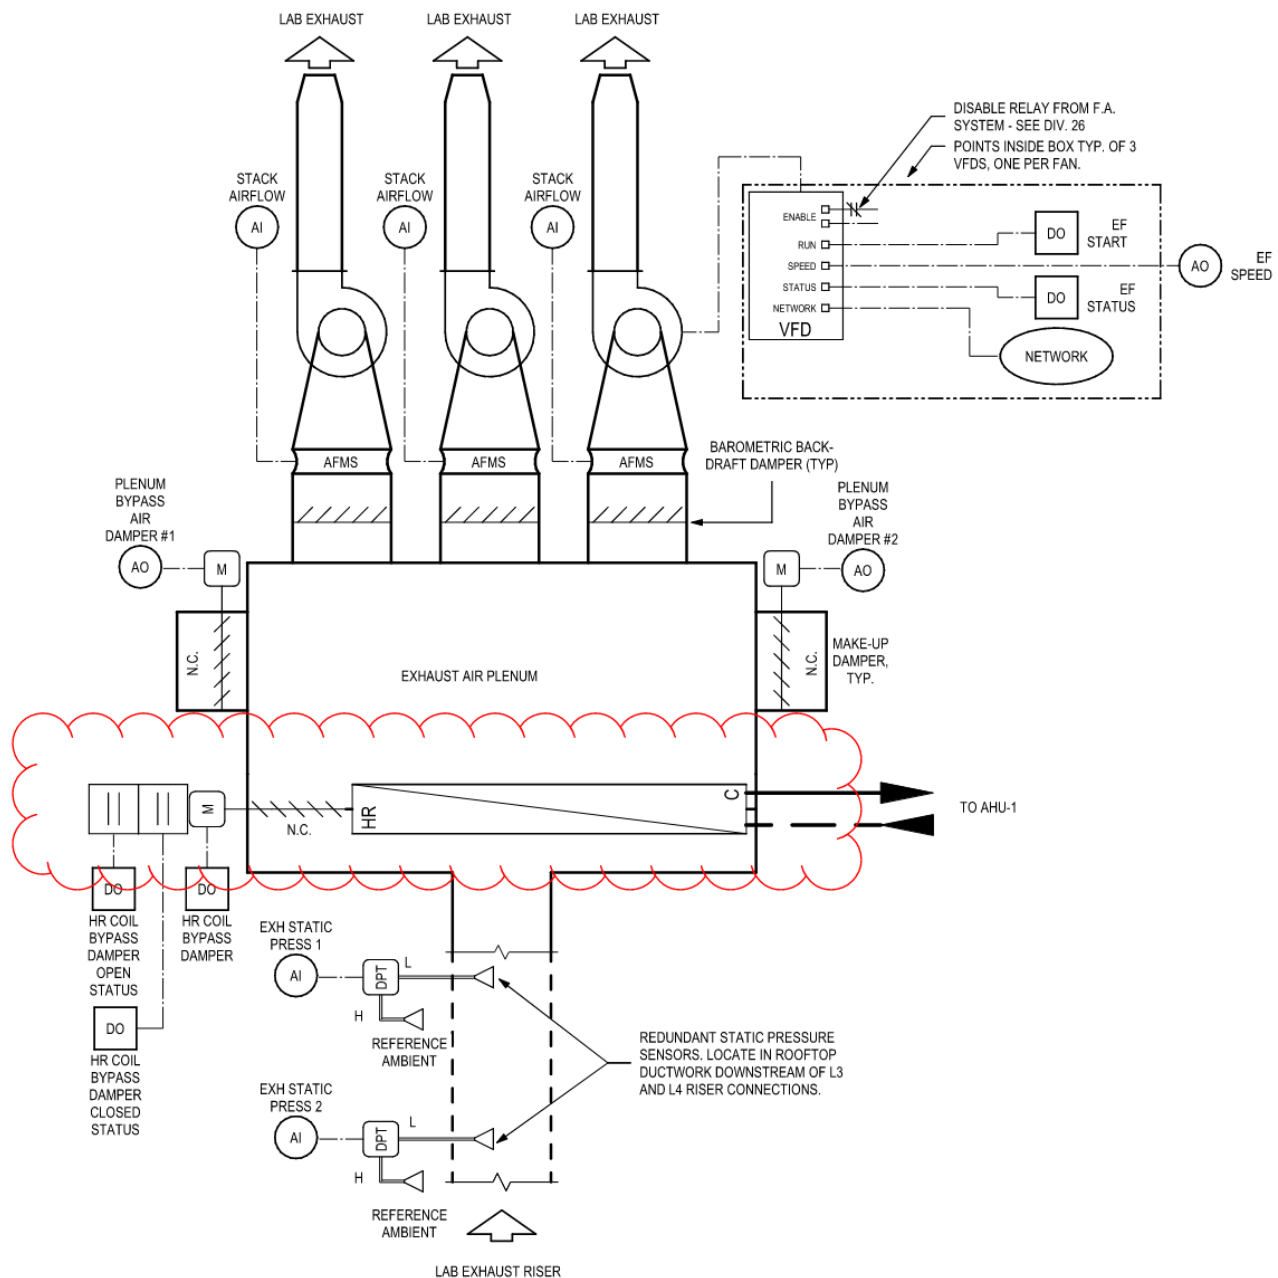 LAB EXHAUST
LAB EXHAUST
LAB EXHAUST
DISABLE RELAY FROM F.A.
SYSTEM - SEE DIV. 26
POINTS INSIDE BOX TYP. OF 3
VFDS, ONE PER FAN.
STACK
AIRFLOW
AI
STACK
AIRFLOW
AI
STACK
AIRFLOW
AI
ENABLE
RUN
SPEED
STATUS
NETWORK
VFD
DO
EF
START
AO
EF
SPEED
DO
EF
STATUS
NETWORK
AFMS
AFMS
AFMS
BAROMETRIC BACK-
DRAFT DAMPER (TYP)
PLENUM
BYPASS
AIR
DAMPER #1
AO
M
PLENUM
BYPASS
AIR
DAMPER #2
M
AO
N.C.
EXHAUST AIR PLENUM
N.C.
MAKE-UP
DAMPER,
TYP.
M
N.C.
HR
C
TO AHU-1
DO
HR COIL
BYPASS
DAMPER
OPEN
STATUS
DO
HR COIL
BYPASS
DAMPER
DO
HR COIL
BYPASS
DAMPER
CLOSED
STATUS
EXH STATIC
PRESS 1
AI
DPT
L
H
REFERENCE
AMBIENT
REDUNDANT STATIC PRESSURE
SENSORS. LOCATE IN ROOFTOP
DUCTWORK DOWNSTREAM OF L3
AND L4 RISER CONNECTIONS.
EXH STATIC
PRESS 2
AI
DPT
L
H
REFERENCE
AMBIENT
LAB EXHAUST RISER